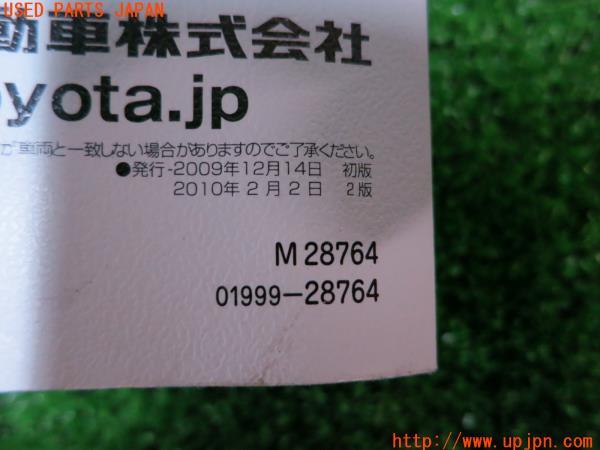 USED PARTS JAPAN
動車株式会社
oyota.jp
が車両と一致しない場合がありますのでご了承ください。
●発行-2009年12月14日 初版
2010年 2月 2日 2版
M 28764
01999-28764
http://www.upjpn.com/